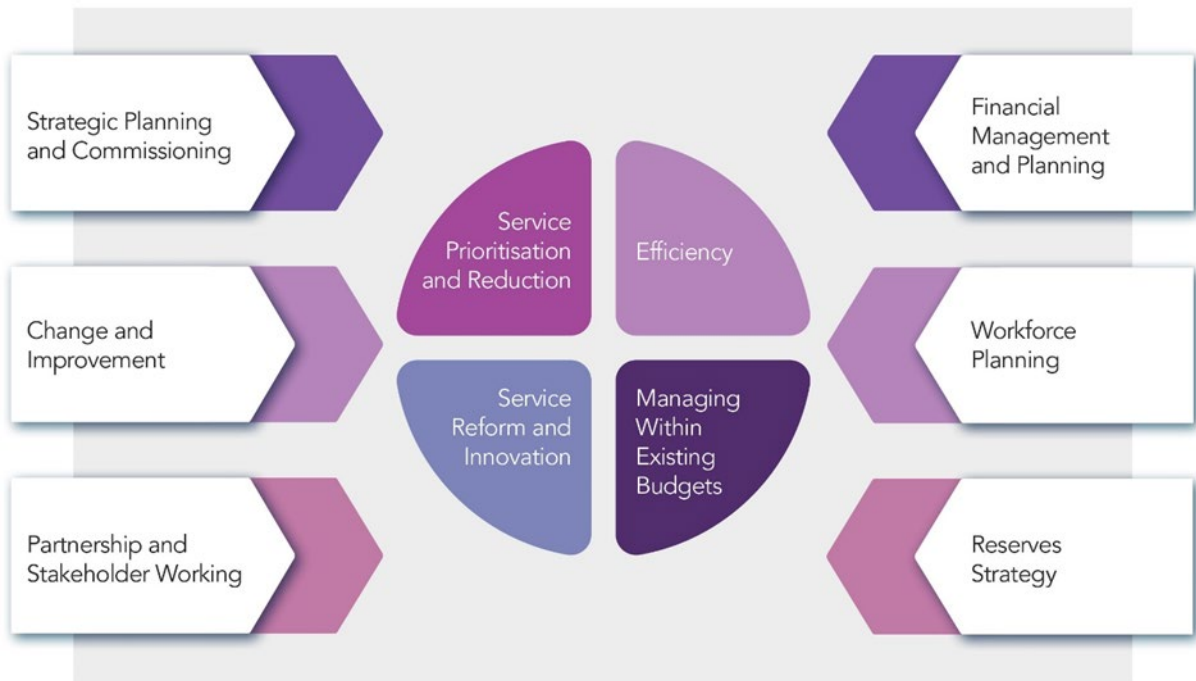 Strategic Planning
and Commissioning
Change and
Improvement
Partnership and
Stakeholder Working
Service
Prioritisation
and Reduction
Efficiency
Service
Reform and
Innovation
Managing
Within
Existing
Budgets
Financial
Management
and Planning
Workforce
Planning
Reserves
Strategy